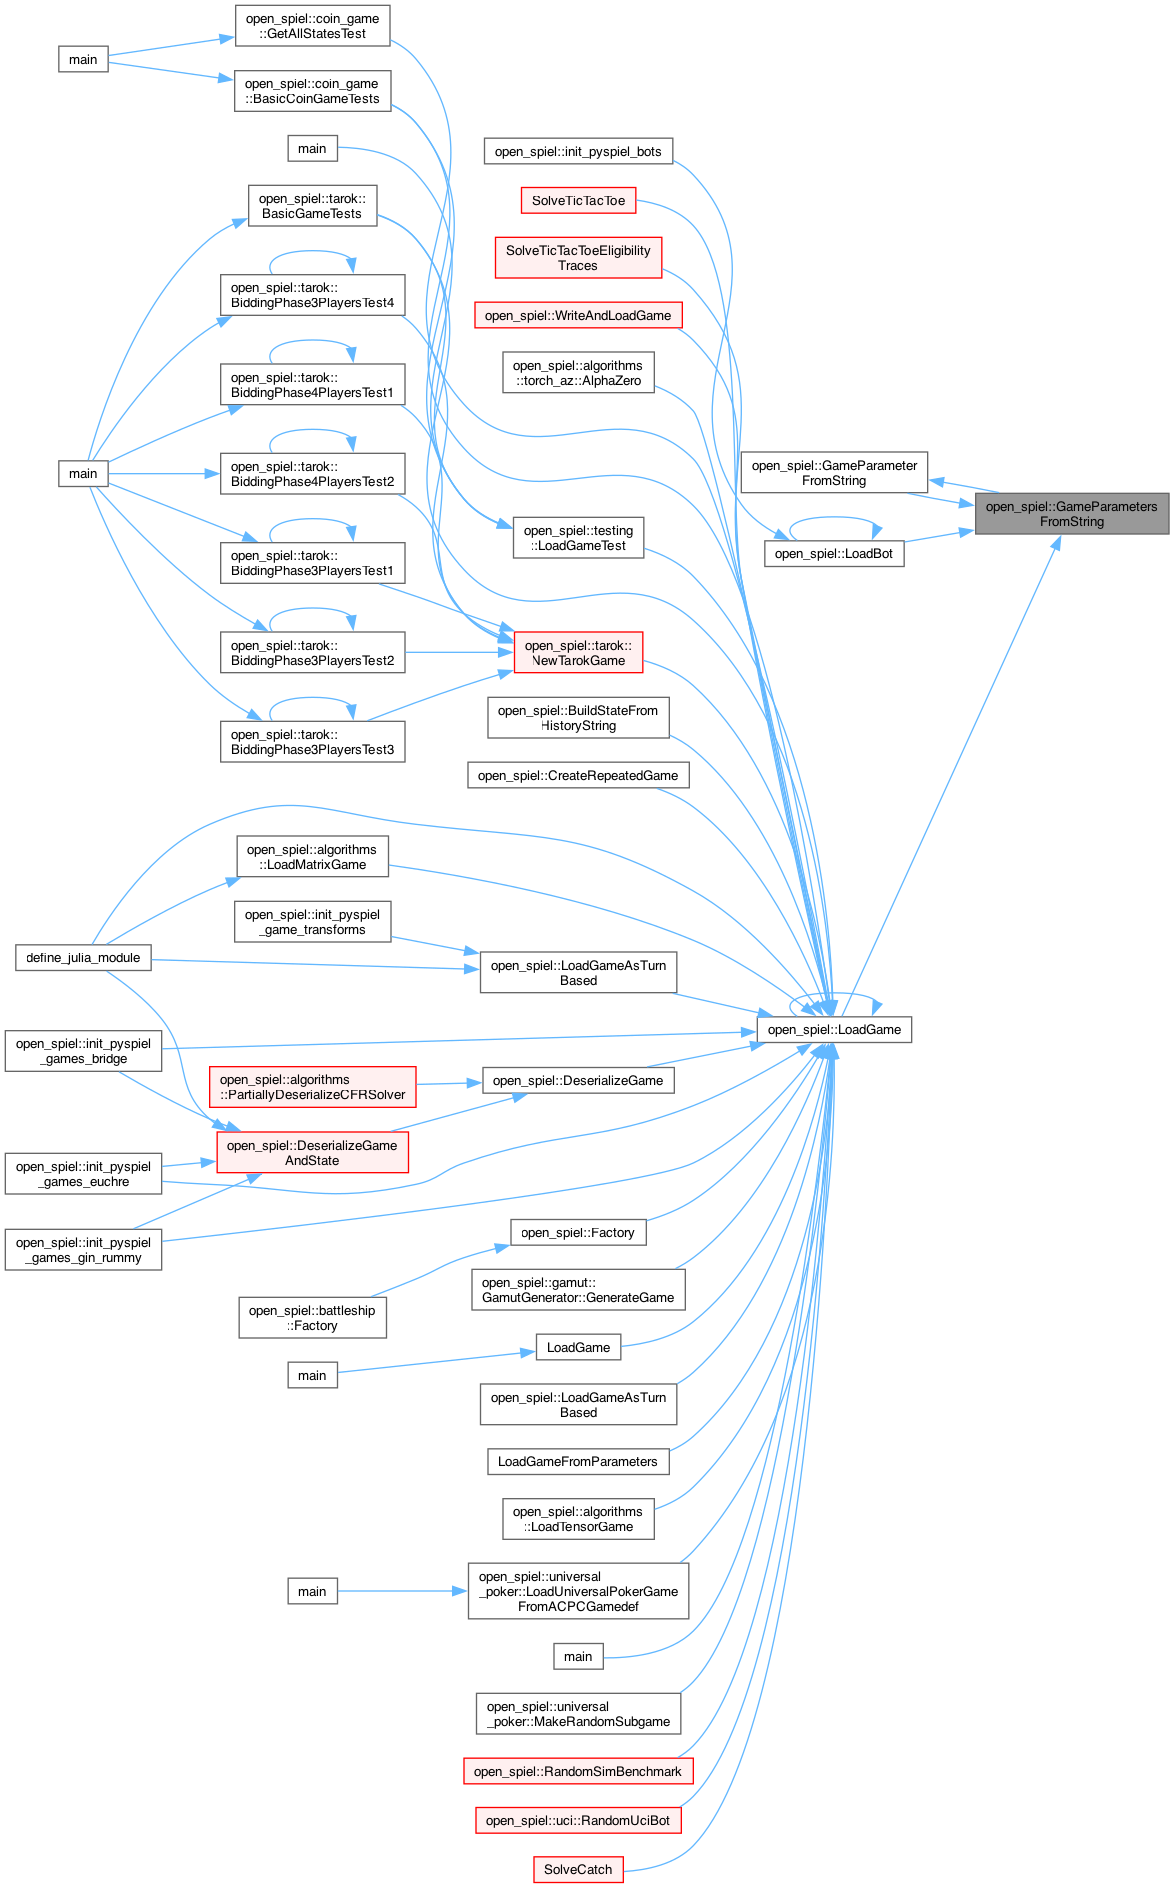 open_spiel::coin_game
::GetAllStatesTest
main
open_spiel::coin_game
::BasicCoinGameTests
main
open_spiel::init_pyspiel_bots
open_spiel::tarok::
BasicGameTests
SolveTicTacToe
SolveTicTacToeEligibility
Traces
open_spiel::tarok::
BiddingPhase3PlayersTest4
open_spiel::WriteAndLoadGame
open_spiel::algorithms
::torch_az::AlphaZero
open_spiel::tarok::
BiddingPhase4PlayersTest1
main
open_spiel::tarok::
BiddingPhase4PlayersTest2
open_spiel::GameParameter
FromString
open_spiel::GameParameters
FromString
open_spiel::testing
::LoadGameTest
open_spiel::LoadBot
open_spiel::tarok::
BiddingPhase3PlayersTest1
open_spiel::tarok::
BiddingPhase3PlayersTest2
open_spiel::tarok::
NewTarokGame
open_spiel::BuildStateFrom
HistoryString
open_spiel::tarok::
BiddingPhase3PlayersTest3
open_spiel::CreateRepeatedGame
open_spiel::algorithms
::LoadMatrixGame
open_spiel::init_pyspiel
_game_transforms
define_julia_module
open_spiel::LoadGameAsTurn
Based
open_spiel::LoadGame
open_spiel::init_pyspiel
_games_bridge
open_spiel::algorithms
::PartiallyDeserializeCFRSolver
open_spiel::DeserializeGame
open_spiel::DeserializeGame
AndState
open_spiel::init_pyspiel
_games_euchre
open_spiel::init_pyspiel
_games_gin_rummy
open_spiel::Factory
open_spiel::gamut::
GamutGenerator::GenerateGame
open_spiel::battleship
::Factory
LoadGame
main
open_spiel::LoadGameAsTurn
Based
LoadGameFromParameters
open_spiel::algorithms
::LoadTensorGame
main
open_spiel::universal
_poker::LoadUniversalPokerGame
FromACPCGamedef
main
open_spiel::universal
_poker::MakeRandomSubgame
open_spiel::RandomSimBenchmark
open_spiel::uci::RandomUciBot
SolveCatch